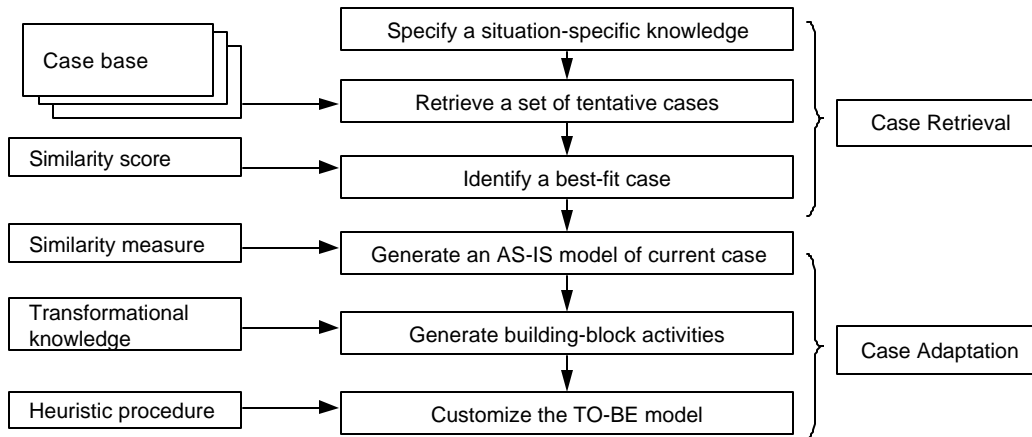 Specify a situation-specific knowledge
Case base
Retrieve a set of tentative cases
Case Retrieval
Similarity score
Identify a best-fit case
Similarity measure
Generate an AS-IS model of current case
Transformational
knowledge
Generate building-block activities
Case Adaptation
Heuristic procedure
Customize the TO-BE model